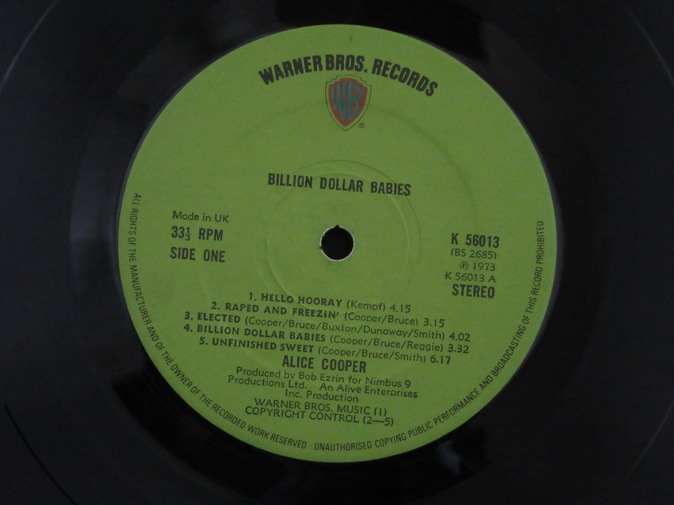 WARNER BROS. RECORDS
®
BILLION DOLLAR BABIES
Made in UK
33⅓ RPM
SIDE ONE
K 56013
(BS 2685)
℗ 1973
K 56013 A
STEREO
1. HELLO HOORAY (Kempf) 4.15
2. RAPED AND FREEZIN' (Cooper/Bruce) 3.15
3. ELECTED (Cooper/Bruce/Buxton/Dunaway/Smith) 4.02
4. BILLION DOLLAR BABIES (Cooper/Bruce/Reggie) 3.32
5. UNFINISHED SWEET (Cooper/Bruce/Smith) 6.17
ALICE COOPER
Produced by Bob Ezrin for Nimbus 9
Productions Ltd. An Alive Enterprises
Inc. Production
WARNER BROS. MUSIC (1)
COPYRIGHT CONTROL (2—5)
ALL RIGHTS OF THE MANUFACTURER AND OF THE OWNER OF THE RECORDED WORK RESERVED · UNAUTHORISED COPYING PUBLIC PERFORMANCE AND BROADCASTING OF THIS RECORD PROHIBITED